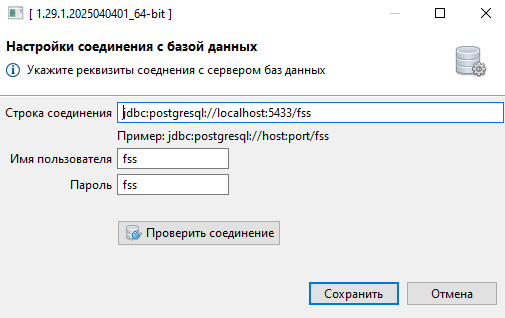 [ 1.29.1.2025040401_64-bit ]
Настройки соединения с базой данных
Укажите реквизиты соеднения с сервером баз данных
Строка соединения jdbc:postgresql://localhost:5433/fss
Пример: jdbc:postgresql://host:port/fss
Имя пользователя fss
Пароль fss
Проверить соединение
Сохранить Отмена